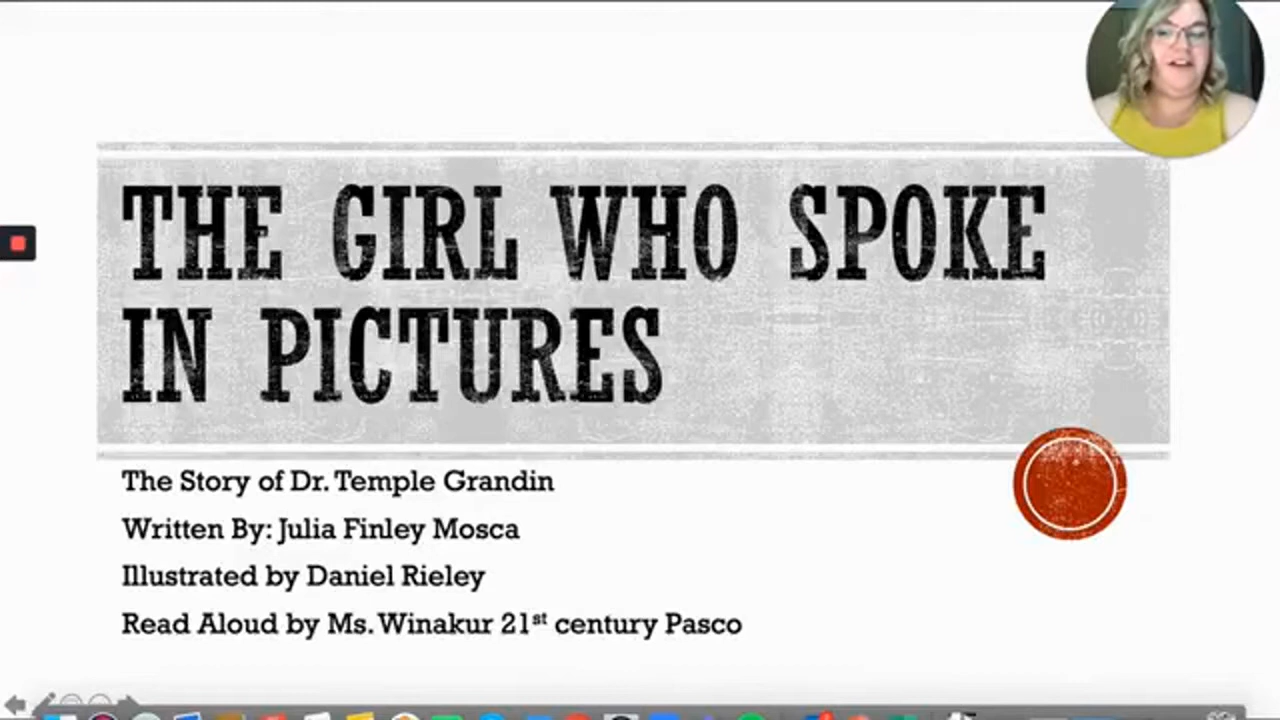 THE GIRL WHO SPOKE
IN PICTURES
The Story of Dr. Temple Grandin
Written By: Julia Finley Mosca
Illustrated by Daniel Rieley
Read Aloud by Ms. Winakur 21st century Pasco